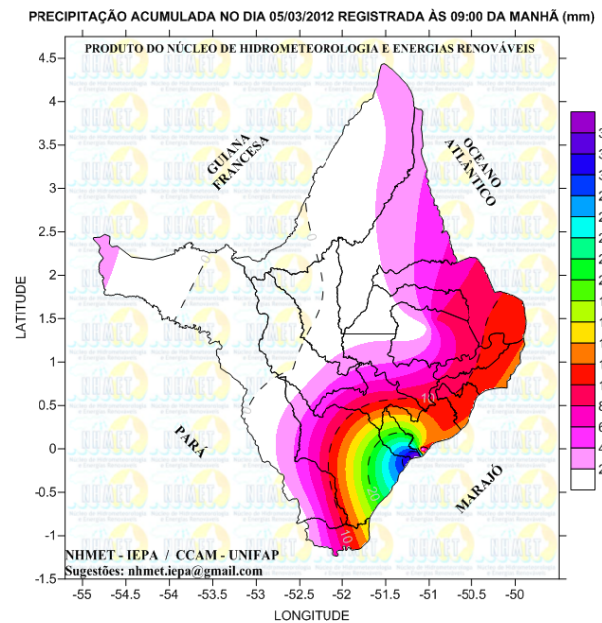 PRECIPITAÇÃO ACUMULADA NO DIA 05/03/2012 REGISTRADA ÀS 09:00 DA MANHÃ (mm)
PRODUTO DO NÚCLEO DE HIDROMETEOROLOGIA E ENERGIAS RENOVÁVEIS
4.5
4
3.5
3
2.5
2
1.5
1
0.5
0
-0.5
-1
-1.5
LATITUDE
GUIANA
FRANCESA
OCEANO
ATLÂNTICO
PARÁ
MARAJÓ
0
0
0
10
20
10
NHMET - IEPA / CCAM - UNIFAP
Sugestões: nhmet.iepa@gmail.com
-55
-54.5
-54
-53.5
-53
-52.5
-52
-51.5
-51
-50.5
-50
LONGITUDE
NHMET